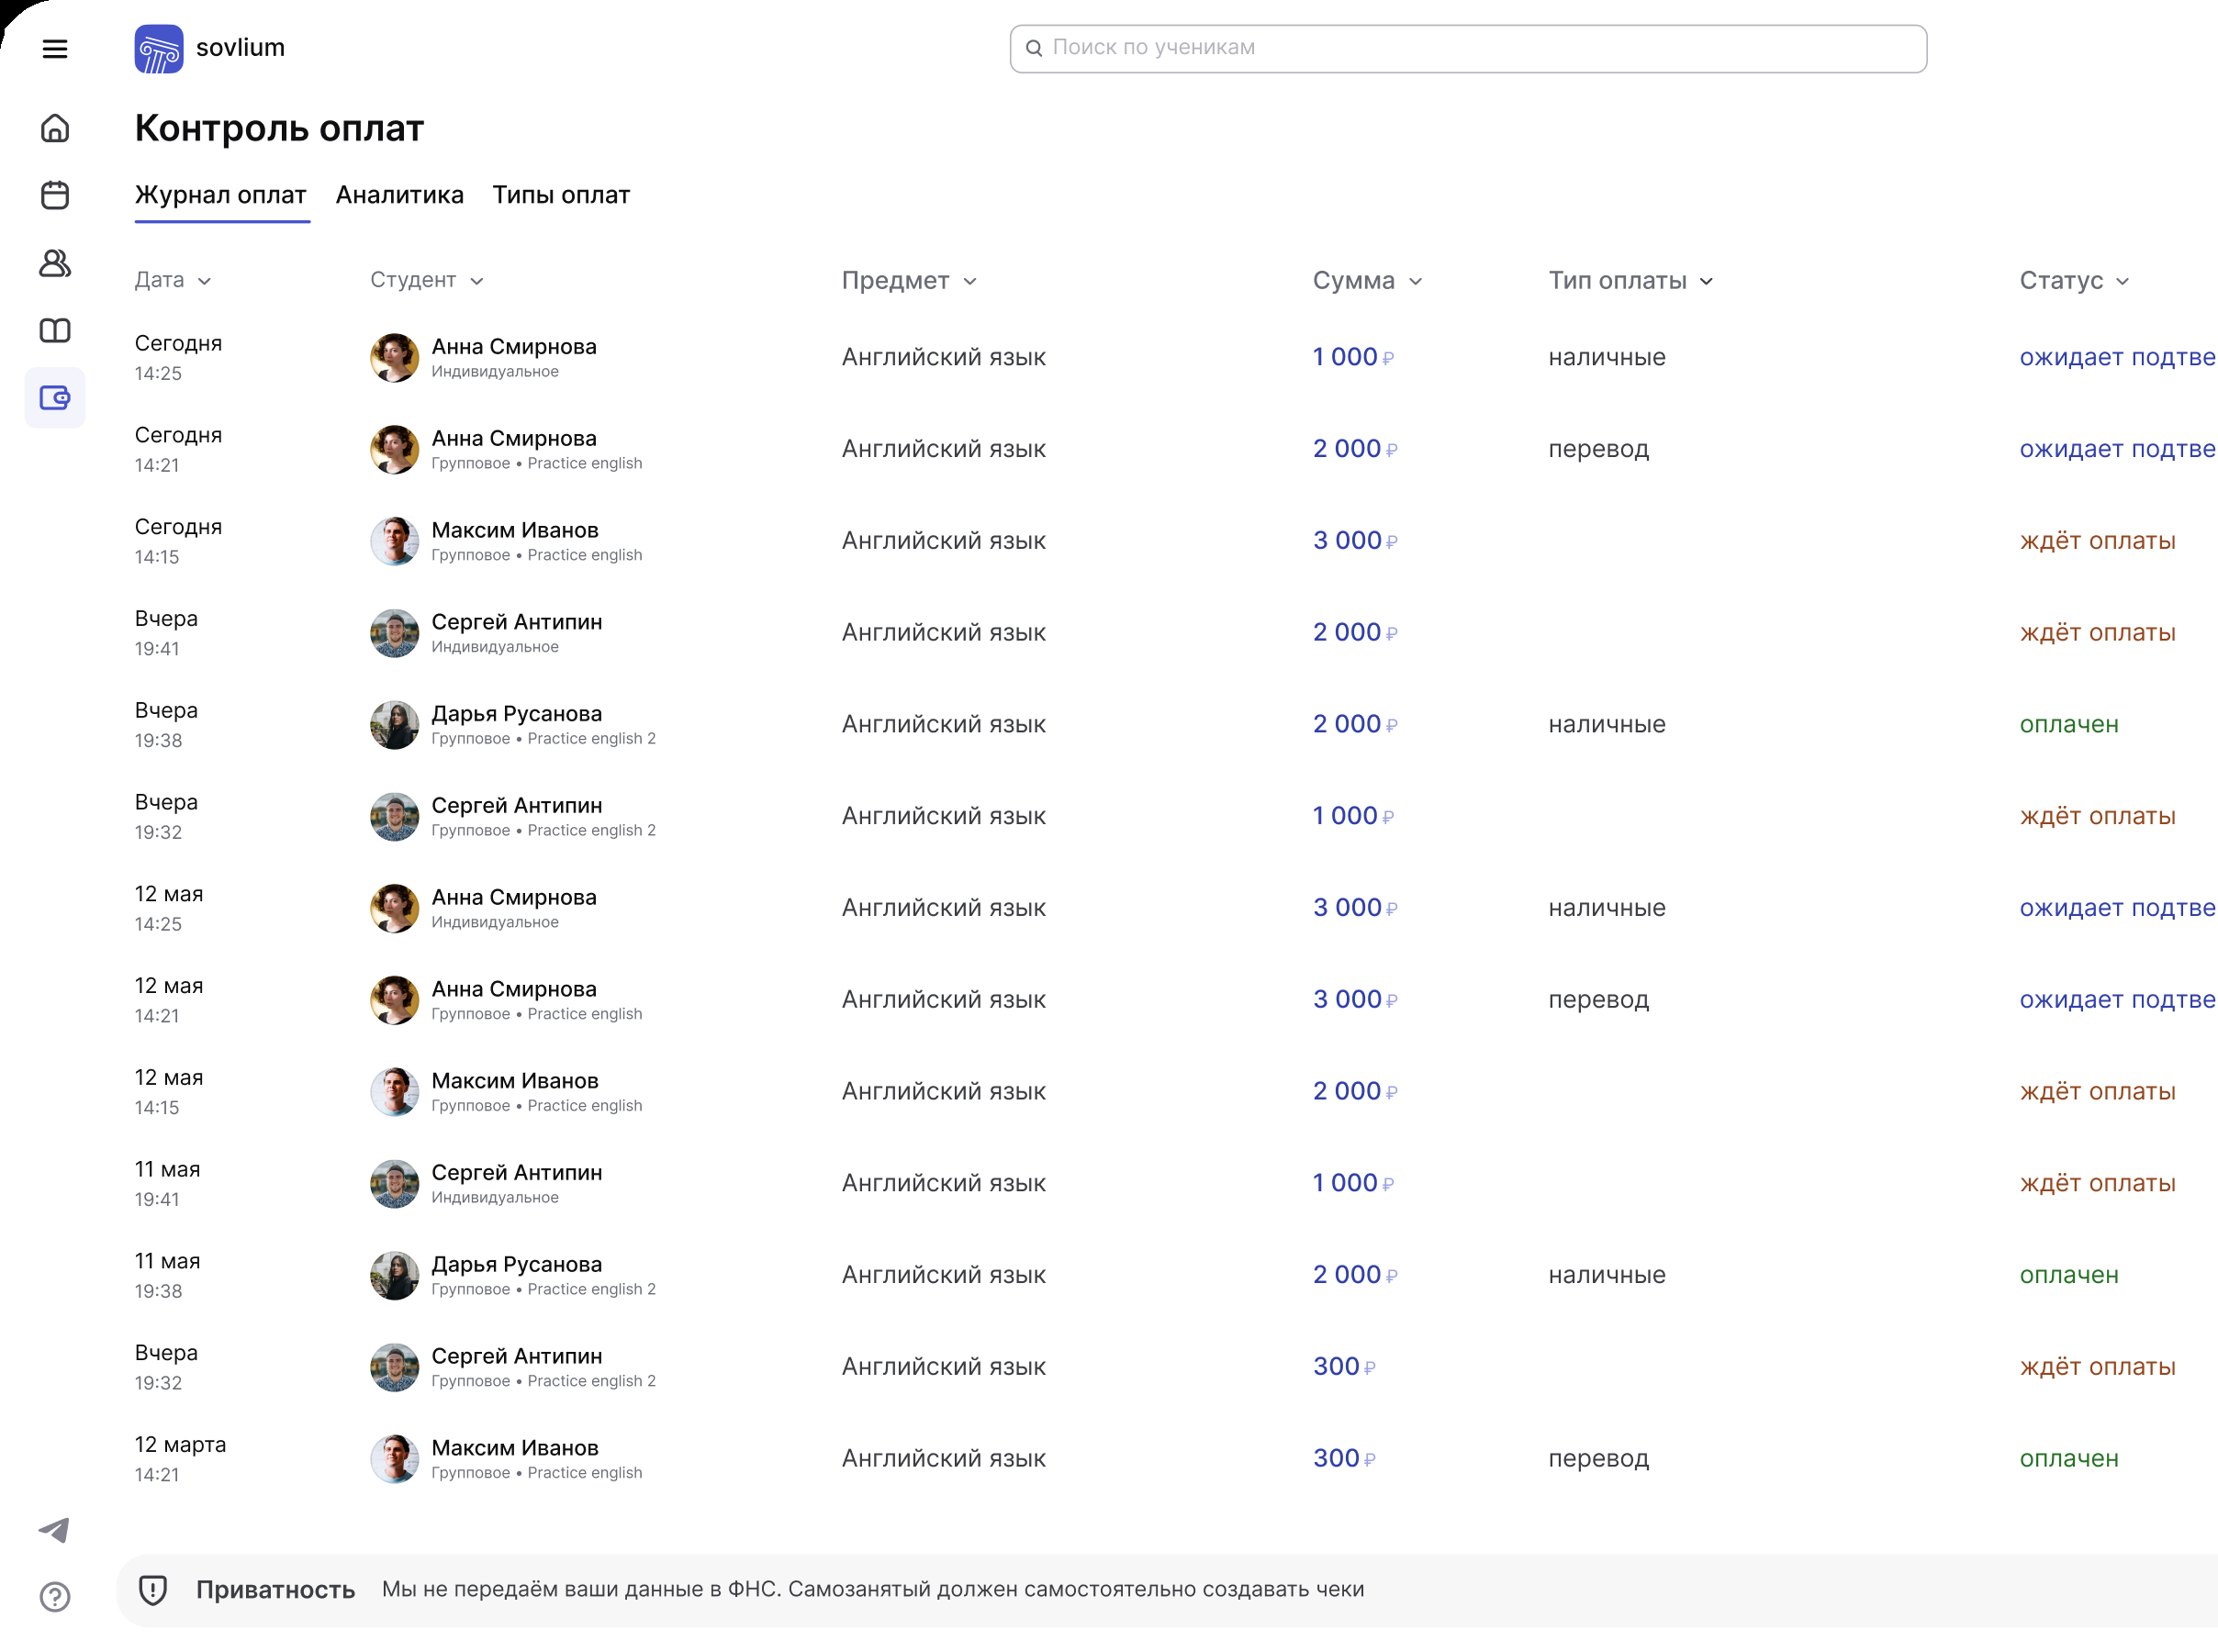 sovlium
Поиск по ученикам
Контроль оплат
Журнал оплат Аналитика Типы оплат
Дата Студент Предмет Сумма Тип оплаты Статус
Сегодня
14:25
Анна Смирнова
Индивидуальное
Английский язык
1 000 ₽
наличные
ожидает подтве
Сегодня
14:21
Анна Смирнова
Групповое • Practice english
Английский язык
2 000 ₽
перевод
ожидает подтве
Сегодня
14:15
Максим Иванов
Групповое • Practice english
Английский язык
3 000 ₽
ждёт оплаты
Вчера
19:41
Сергей Антипин
Индивидуальное
Английский язык
2 000 ₽
ждёт оплаты
Вчера
19:38
Дарья Русанова
Групповое • Practice english 2
Английский язык
2 000 ₽
наличные
оплачен
Вчера
19:32
Сергей Антипин
Групповое • Practice english 2
Английский язык
1 000 ₽
ждёт оплаты
12 мая
14:25
Анна Смирнова
Индивидуальное
Английский язык
3 000 ₽
наличные
ожидает подтве
12 мая
14:21
Анна Смирнова
Групповое • Practice english
Английский язык
3 000 ₽
перевод
ожидает подтве
12 мая
14:15
Максим Иванов
Групповое • Practice english
Английский язык
2 000 ₽
ждёт оплаты
11 мая
19:41
Сергей Антипин
Индивидуальное
Английский язык
1 000 ₽
ждёт оплаты
11 мая
19:38
Дарья Русанова
Групповое • Practice english 2
Английский язык
2 000 ₽
наличные
оплачен
Вчера
19:32
Сергей Антипин
Групповое • Practice english 2
Английский язык
300 ₽
ждёт оплаты
12 марта
14:21
Максим Иванов
Групповое • Practice english
Английский язык
300 ₽
перевод
оплачен
Приватность Мы не передаём ваши данные в ФНС. Самозанятый должен самостоятельно создавать чеки